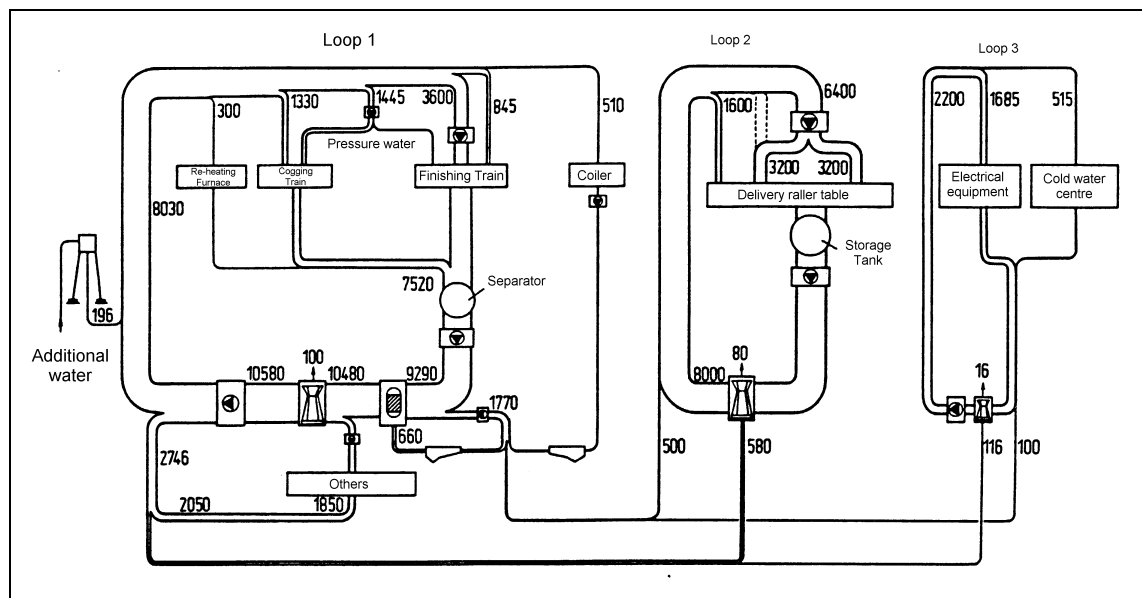 Loop 1
Loop 2
Loop 3
300
1330
1445
3600
845
510
1600
6400
2200
1685
515
Pressure water
Re-heating
Furnace
Cogging
Train
Finishing Train
Coiler
3200
3200
Delivery raller table
Electrical
equipment
Cold water
centre
8030
Storage
Tank
7520
Separator
196
Additional
water
10580
100
10480
9290
1770
8000
80
16
660
2746
500
580
116
100
Others
2050
1850